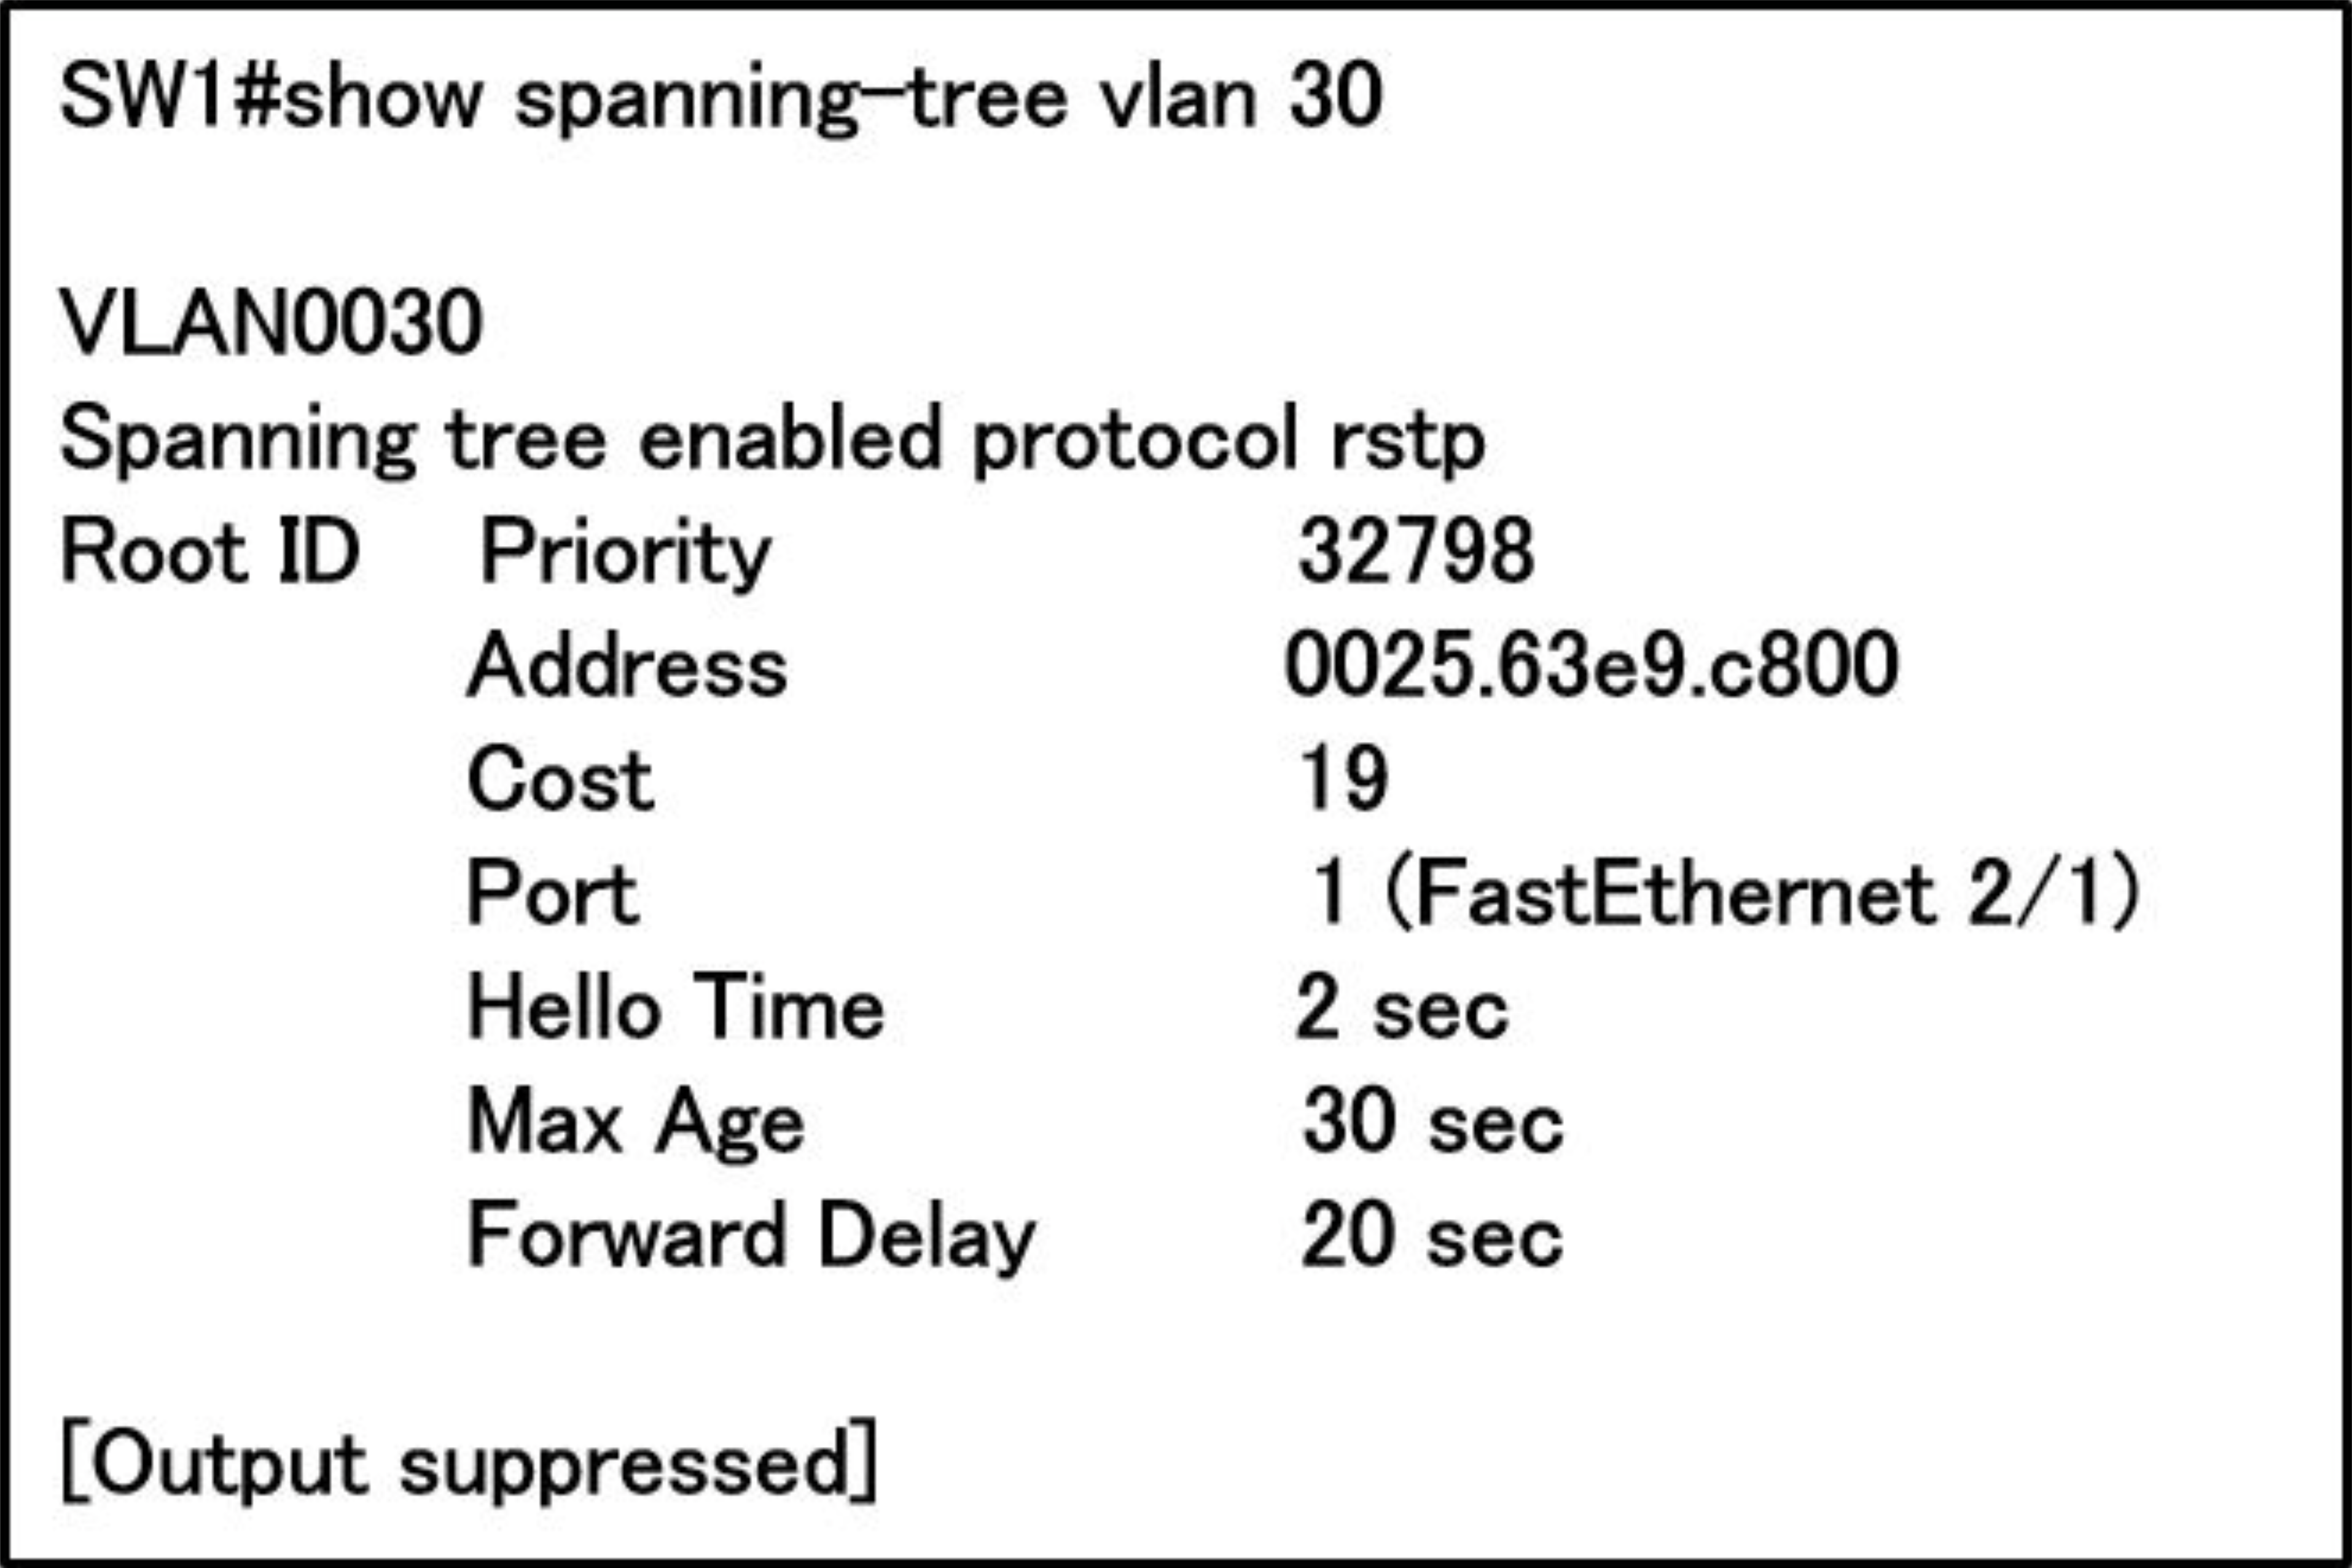 SW1#show spanning-tree vlan 30
VLAN0030
Spanning tree enabled protocol rstp
Root ID Priority 32798
Address 0025.63e9.c800
Cost 19
Port 1 (FastEthernet 2/1)
Hello Time 2 sec
Max Age 30 sec
Forward Delay 20 sec
[Output suppressed]